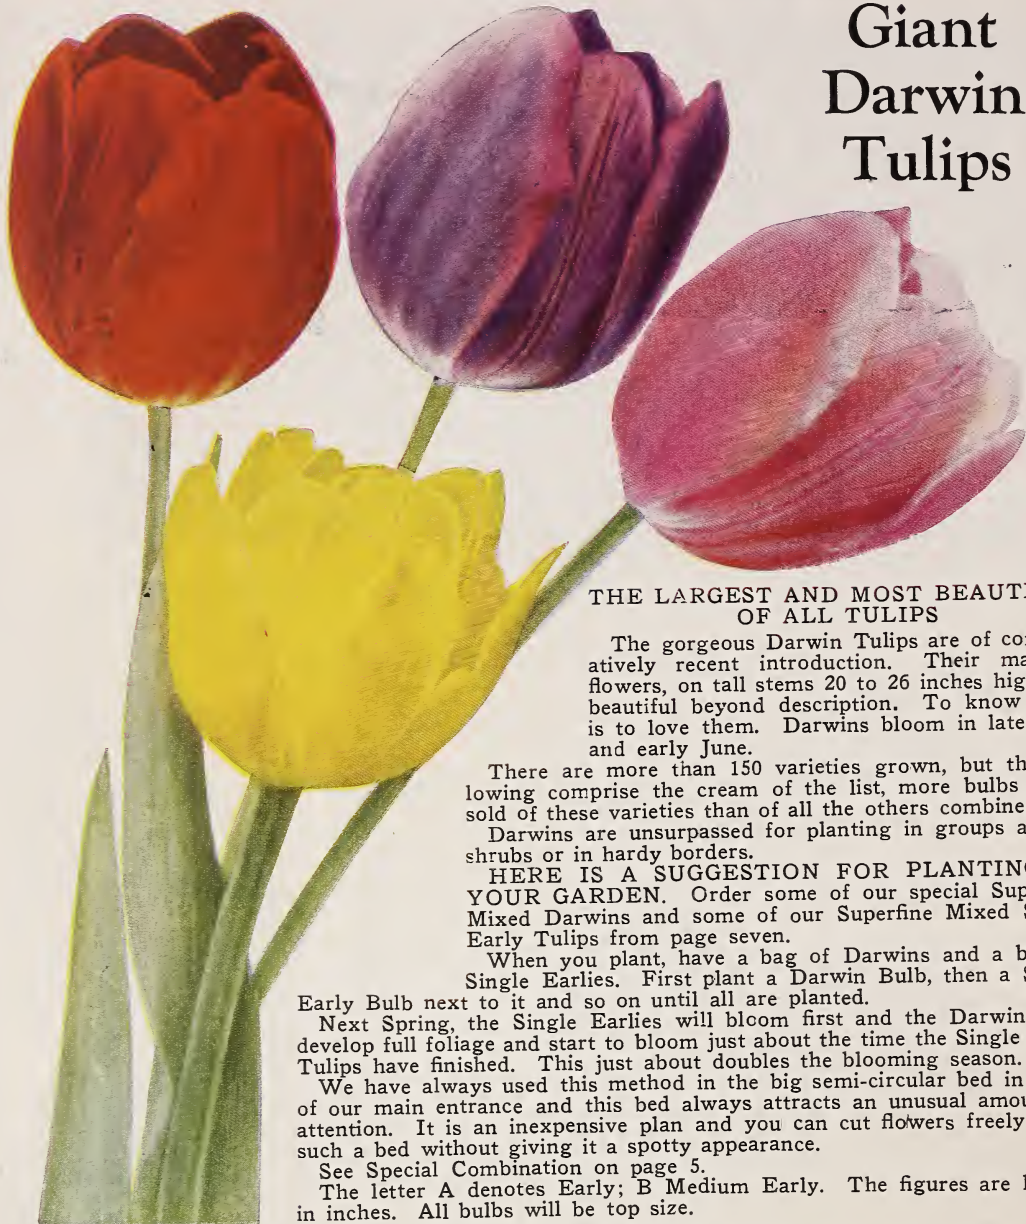 Giant
Darwin
Tulips
THE LARGEST AND MOST
OF ALL TULIPS
The gorgeous Darwin Tulips are of
atively recent introduction. Their
flowers, on tall stems 20 to 26 inches
beautiful beyond description. To know
is to love them. Darwins bloom in late
and early June.
There are more than 150 varieties grown, but
lowing comprise the cream of the list, more bulbs
sold of these varieties than of all the others
Darwins are unsurpassed for planting in groups
shrubs or in hardy borders.
HERE IS A SUGGESTION FOR
YOUR GARDEN. Order some of our special
Mixed Darwins and some of our Superfine Mixed
Early Tulips from page seven.
When you plant, have a bag of Darwins and a
Single Earlies. First plant a Darwin Bulb, then a
Early Bulb next to it and so on until all are planted.
Next Spring, the Single Earlies will bloom first and the
develop full foliage and start to bloom just about the time the Single
Tulips have finished. This just about doubles the blooming season.
We have always used this method in the big semi-circular bed in
of our main entrance and this bed always attracts an unusual
attention. It is an inexpensive plan and you can cut flowers freely
such a bed without giving it a spotty appearance.
See Special Combination on page 5.
The letter A denotes Early; B Medium Early. The figures are
in inches. All bulbs will be top size.